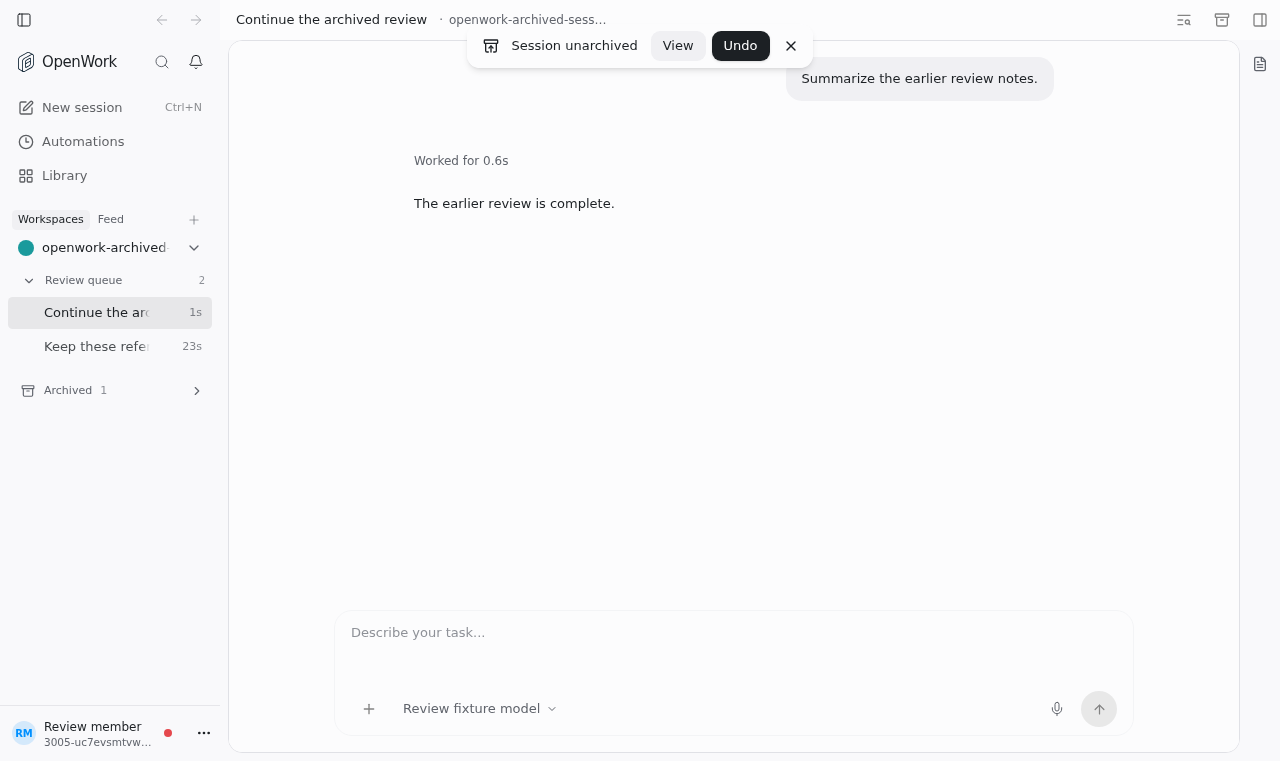 Continue the archived review · openwork-archived-sess…
Session unarchived View Undo
OpenWork
New session Ctrl+N
Automations
Library
Workspaces Feed
openwork-archived-
Review queue 2
Continue the arc 1s
Keep these refe 23s
Archived 1
Summarize the earlier review notes.
Worked for 0.6s
The earlier review is complete.
Describe your task...
Review fixture model
RM Review member
3005-uc7evsmtvw…